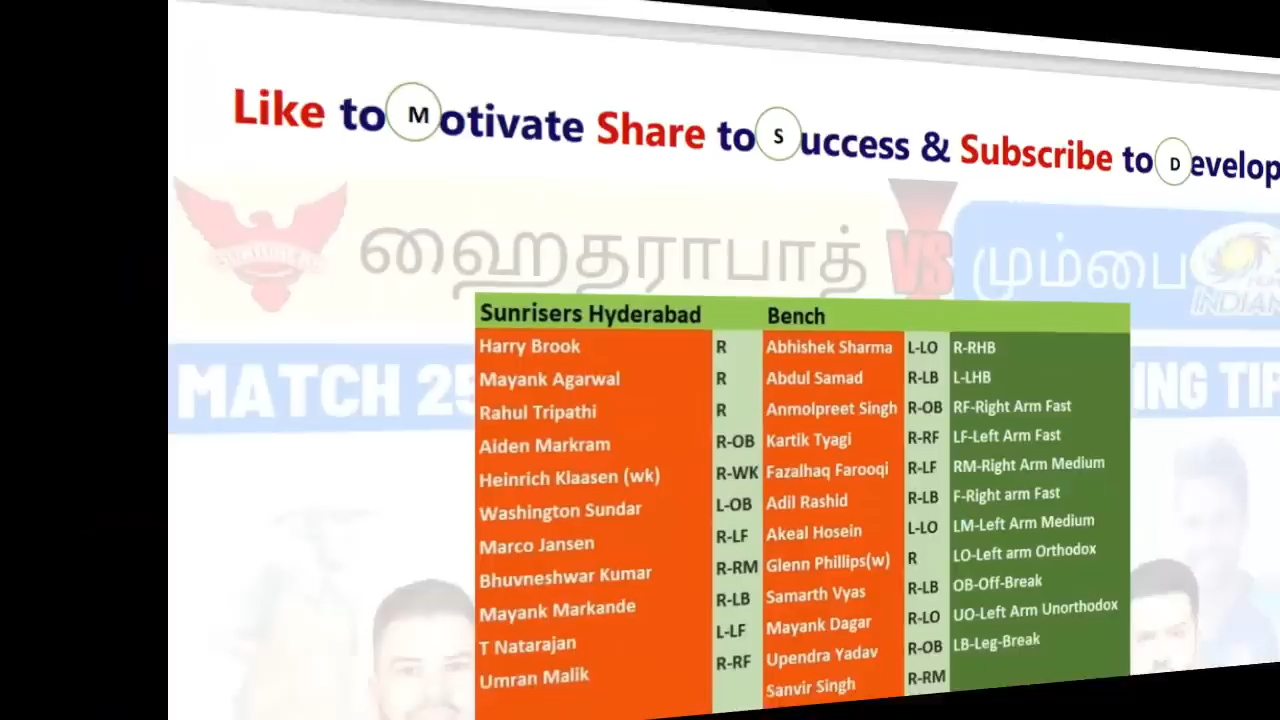 Like to Motivate Share to Success & Subscribe to Develop
ஹைதராபாத் VS மும்பை
INDIAN
MATCH 25
ING TIP
Sunrisers Hyderabad Bench
Harry Brook R Abhishek Sharma L-LO R-RHB
Mayank Agarwal R Abdul Samad R-LB L-LHB
Rahul Tripathi R Anmolpreet Singh R-OB RF-Right Arm Fast
Aiden Markram R-OB Kartik Tyagi R-RF LF-Left Arm Fast
Heinrich Klaasen (wk) R-WK Fazalhaq Farooqi R-LF RM-Right Arm Medium
Washington Sundar L-OB Adil Rashid R-LB F-Right arm Fast
Marco Jansen R-LF Akeal Hosein L-LO LM-Left Arm Medium
Bhuvneshwar Kumar R-RM Glenn Phillips(w) R LO-Left arm Orthodox
Mayank Markande R-LB Samarth Vyas R-LB OB-Off-Break
T Natarajan L-LF Mayank Dagar R-LO UO-Left Arm Unorthodox
Umran Malik R-RF Upendra Yadav R-OB LB-Leg-Break
Sanvir Singh R-RM